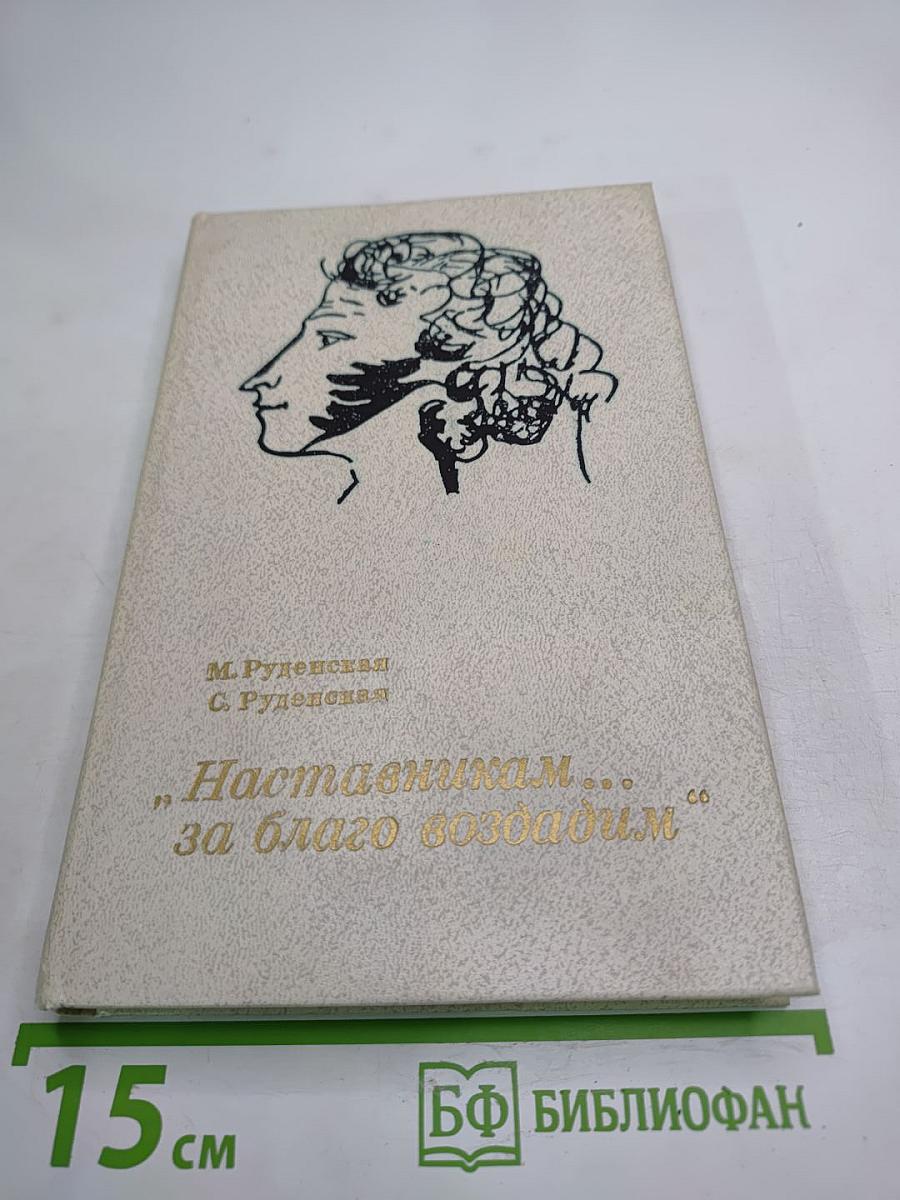 М. Руденская
С. Руденская
„Наставникам...
за благо воздадим“
15 см
БФ БИБЛИОФАН